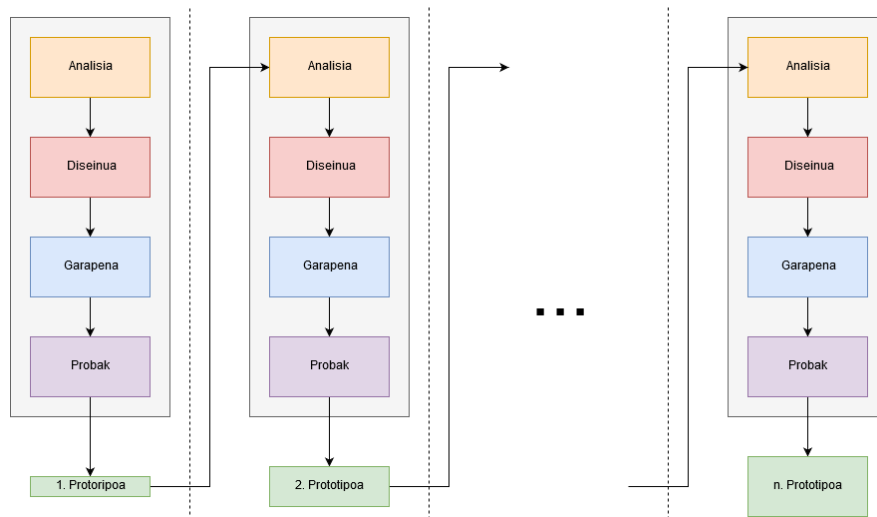 Analisia
Diseinua
Garapena
Probak
1. Protoripoa
Analisia
Diseinua
Garapena
Probak
2. Prototipoa
...
Analisia
Diseinua
Garapena
Probak
n. Prototipoa